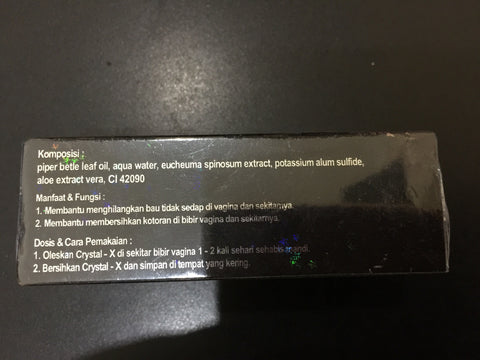 Komposisi :
piper betle leaf oil, aqua water, eucheuma spinosum extract, potassium alum sulfide,
aloe extract vera, CI 42090
Manfaat & Fungsi :
1. Membantu menghilangkan bau tidak sedap di vagina dan sekitarnya.
2. Membantu membersihkan kotoran di bibir vagina dan sekitarnya.
Dosis & Cara Pemakaian :
1. Oleskan Crystal - X di sekitar bibir vagina 1 - 2 kali sehari sehabis mandi.
2. Bersihkan Crystal - X dan simpan di tempat yang kering.